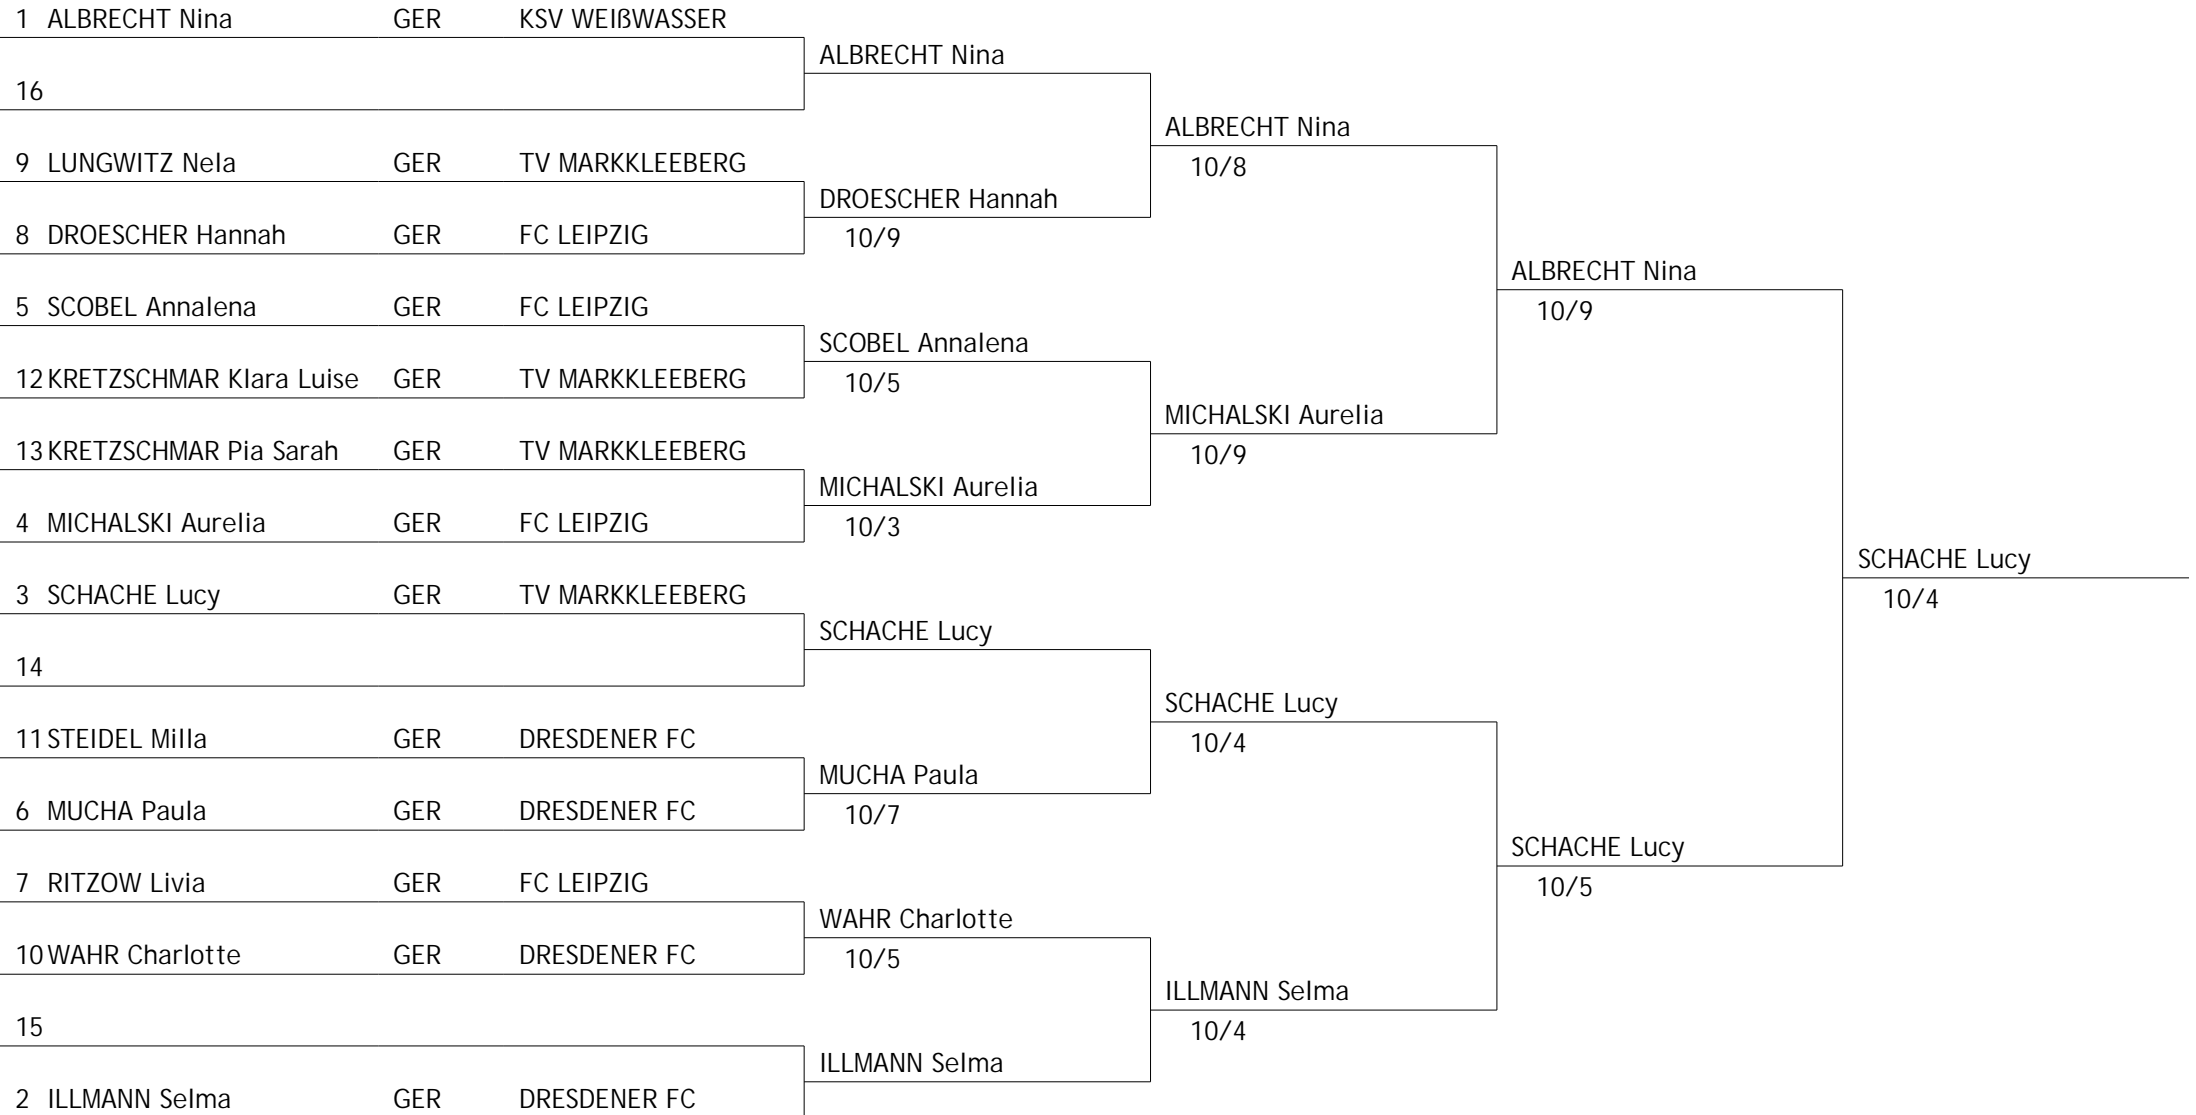 1 ALBRECHT Nina GER KSV WEIßWASSER
ALBRECHT Nina
16
ALBRECHT Nina
10/8
9 LUNGWITZ Nela GER TV MARKKLEEBERG
DROESCHER Hannah
10/9
8 DROESCHER Hannah GER FC LEIPZIG
ALBRECHT Nina
10/9
5 SCOBEL Annalena GER FC LEIPZIG
SCOBEL Annalena
10/5
12 KRETZSCHMAR Klara Luise GER TV MARKKLEEBERG
MICHALSKI Aurelia
10/9
13 KRETZSCHMAR Pia Sarah GER TV MARKKLEEBERG
MICHALSKI Aurelia
10/3
4 MICHALSKI Aurelia GER FC LEIPZIG
SCHACHE Lucy
10/4
3 SCHACHE Lucy GER TV MARKKLEEBERG
SCHACHE Lucy
14
SCHACHE Lucy
10/4
11 STEIDEL Milla GER DRESDENER FC
MUCHA Paula
10/7
6 MUCHA Paula GER DRESDENER FC
SCHACHE Lucy
10/5
7 RITZOW Livia GER FC LEIPZIG
WAHR Charlotte
10/5
10 WAHR Charlotte GER DRESDENER FC
ILLMANN Selma
10/4
15
ILLMANN Selma
2 ILLMANN Selma GER DRESDENER FC